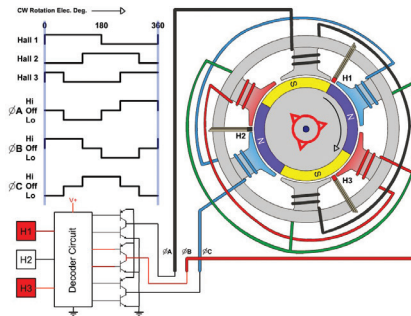 CW Rotation Elec. Deg.
0 180 360
Hall 1
Hall 2
Hall 3
Hi
ØA Off
Lo
Hi
ØB Off
Lo
Hi
ØC Off
Lo
V+
H1
H2
H3
Decoder Circuit
ØA ØB ØC
H1
H2
H3
S
N
N
S